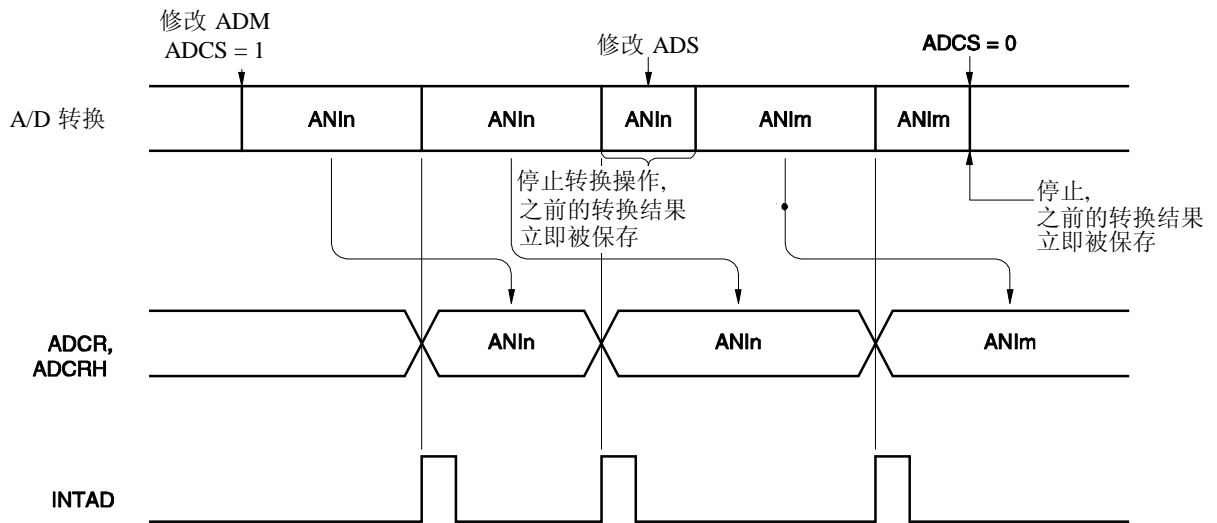 修改 ADM
ADCS = 1
修改 ADS
ADCS = 0
A/D 转换
ANIn
ANIn
ANIn
ANIm
ANIm
停止转换操作,
之前的转换结果
立即被保存
停止,
之前的转换结果
立即被保存
ADCR,
ADCRH
ANIn
ANIn
ANIm
INTAD